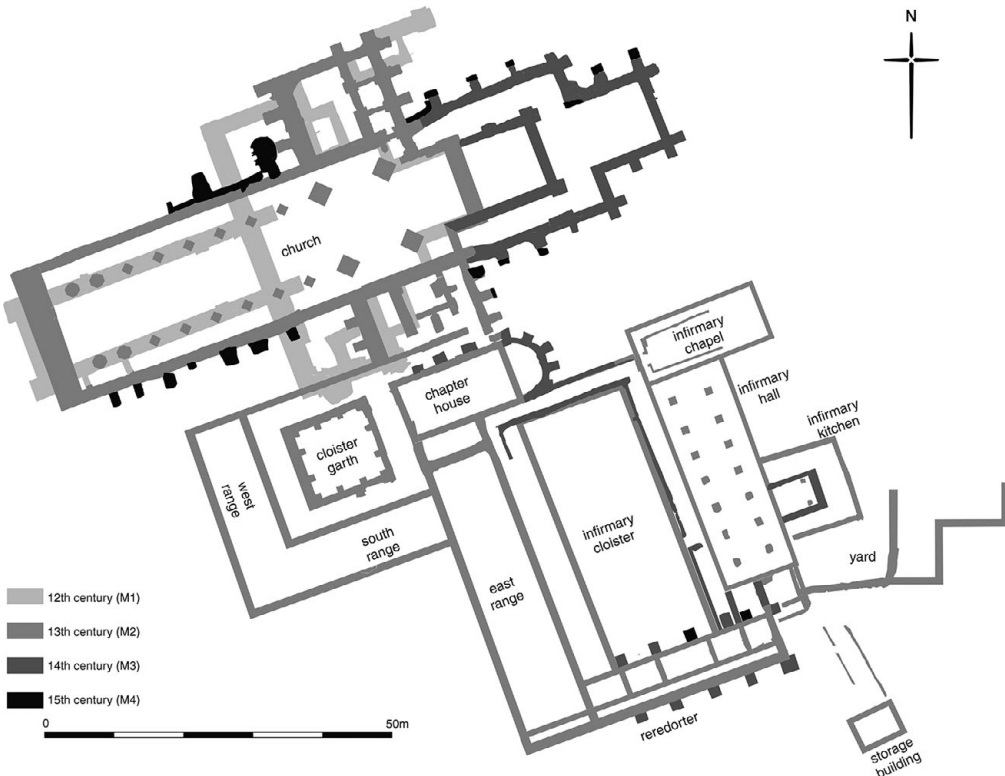 N
church
infirmary
chapel
infirmary
hall
chapter
house
infirmary
kitchen
cloister
garth
west
range
south
range
infirmary
cloister
yard
east
range
12th century (M1)
13th century (M2)
14th century (M3)
15th century (M4)
0
50m
reredorter
storage
building